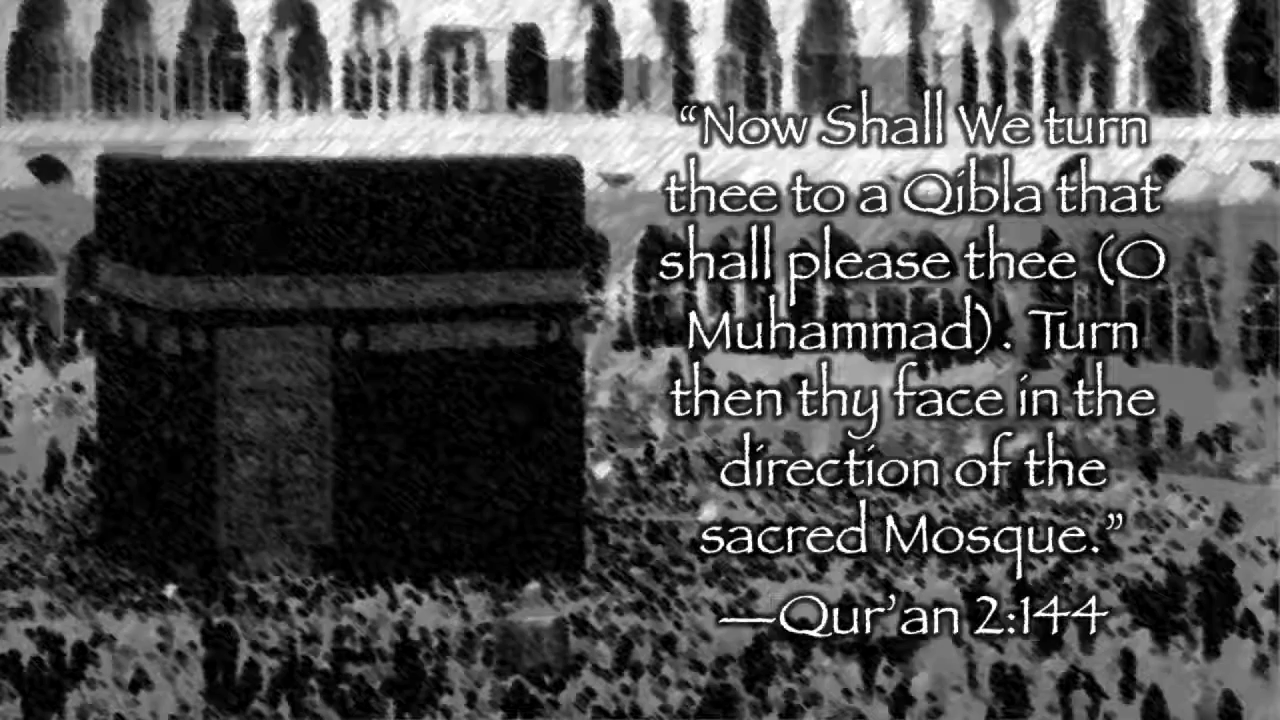 “Now Shall We turn
thee to a Qibla that
shall please thee (O
Muhammad). Turn
then thy face in the
direction of the
sacred Mosque.”
—Qur’an 2:144